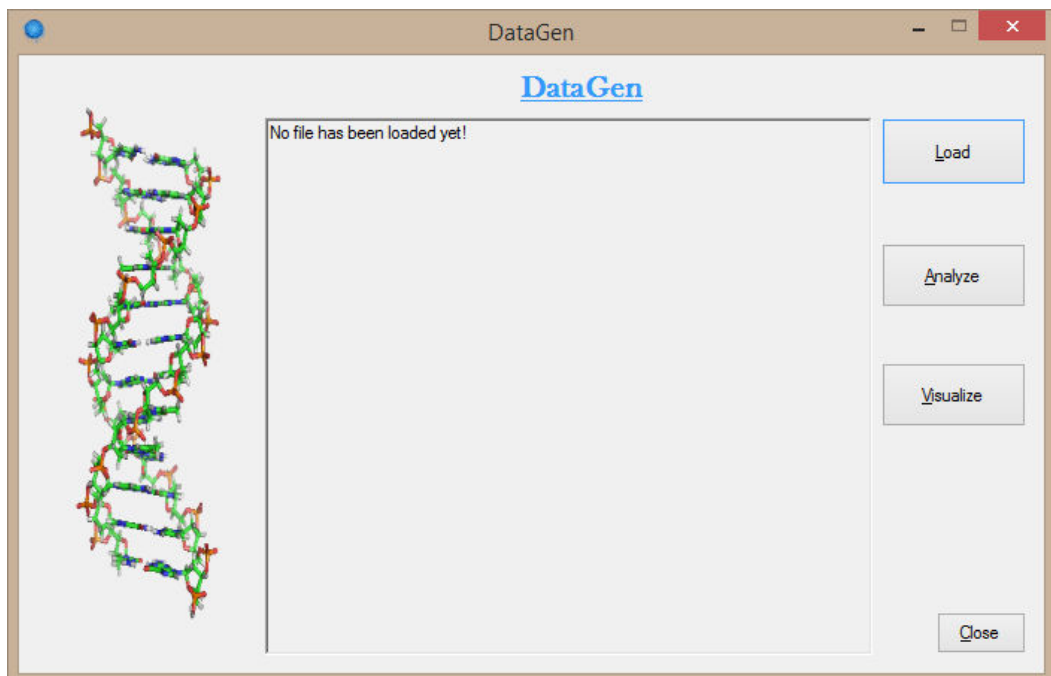 DataGen
DataGen
No file has been loaded yet!
Load
Analyze
Visualize
Close